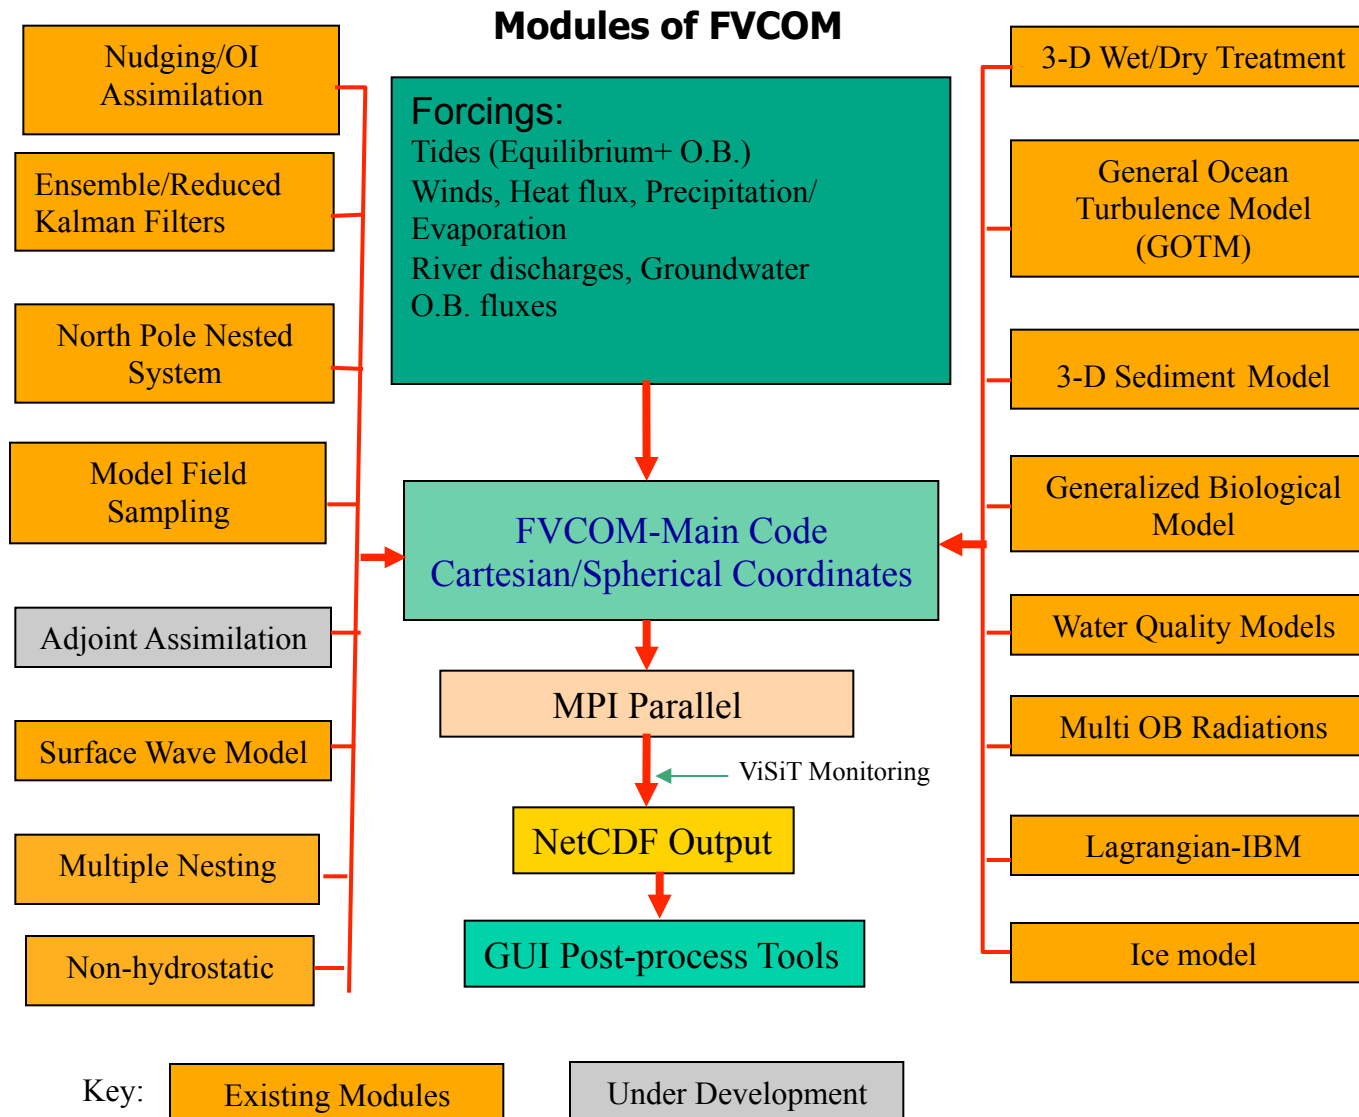 Modules of FVCOM
Nudging/OI
Assimilation
Ensemble/Reduced
Kalman Filters
North Pole Nested
System
Model Field
Sampling
Adjoint Assimilation
Surface Wave Model
Multiple Nesting
Non-hydrostatic
Forcings:
Tides (Equilibrium+ O.B.)
Winds, Heat flux, Precipitation/
Evaporation
River discharges, Groundwater
O.B. fluxes
FVCOM-Main Code
Cartesian/Spherical Coordinates
MPI Parallel
ViSiT Monitoring
NetCDF Output
GUI Post-process Tools
3-D Wet/Dry Treatment
General Ocean
Turbulence Model
(GOTM)
3-D Sediment Model
Generalized Biological
Model
Water Quality Models
Multi OB Radiations
Lagrangian-IBM
Ice model
Key:
Existing Modules
Under Development